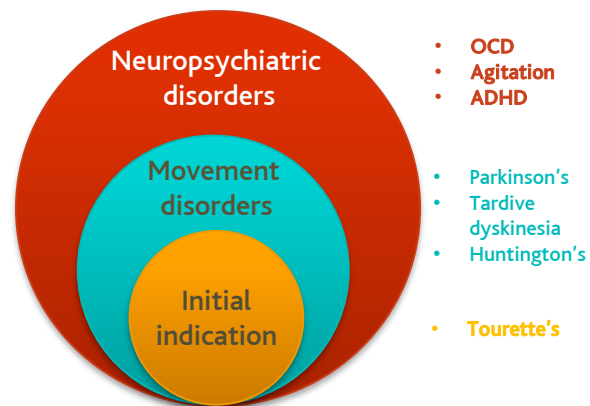 Neuropsychiatric
disorders
• OCD
• Agitation
• ADHD
Movement
disorders
• Parkinson's
• Tardive
dyskinesia
• Huntington's
Initial
indication
• Tourette's